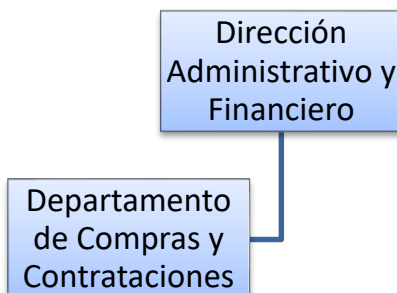 Dirección
Administrativo y
Financiero
Departamento
de Compras y
Contrataciones